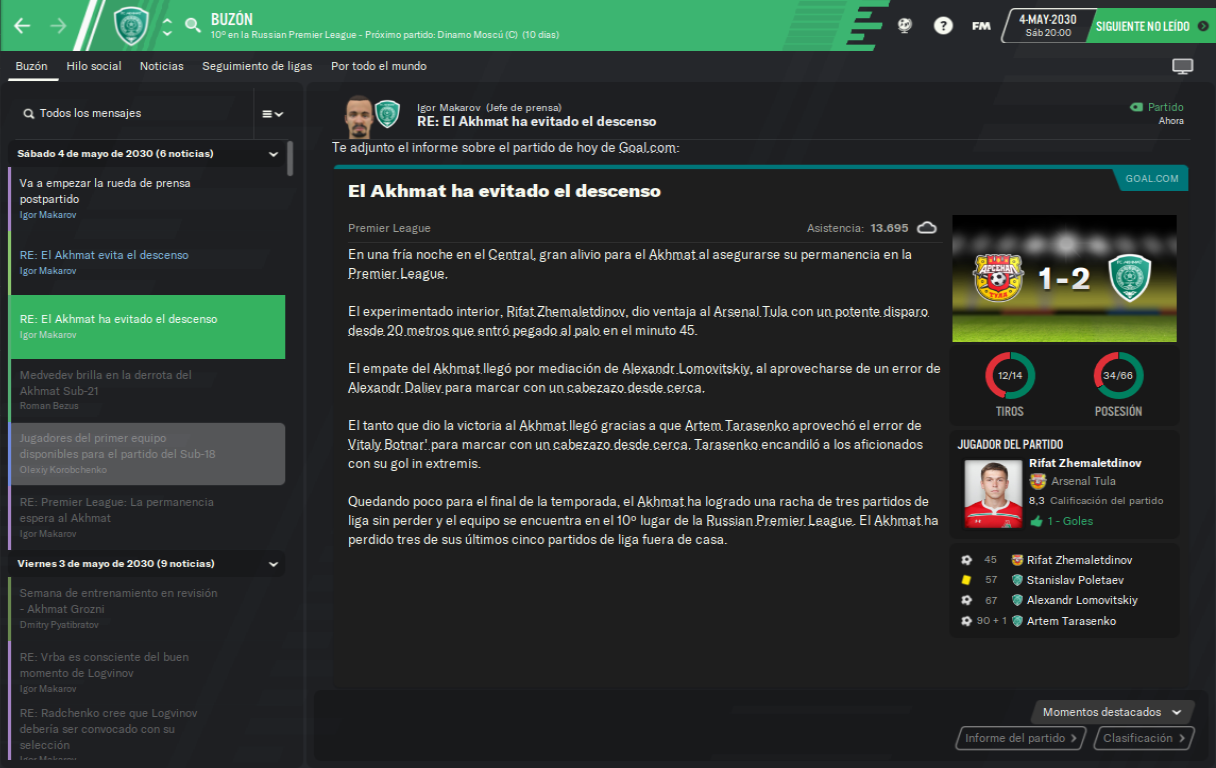 BUZÓN
10º en la Russian Premier League - Próximo partido: Dinamo Moscú (C) (10 días)
?
FM
4-MAY-2030
Sáb 20:00
SIGUIENTE NO LEÍDO
Buzón Hilo social Noticias Seguimiento de ligas Por todo el mundo
Todos los mensajes
Sábado 4 de mayo de 2030 (6 noticias)
Va a empezar la rueda de prensa
postpartido
Igor Makarov
RE: El Akhmat evita el descenso
Igor Makarov
RE: El Akhmat ha evitado el descenso
Igor Makarov
Medvedev brilla en la derrota del
Akhmat Sub-21
Roman Bezus
Jugadores del primer equipo
disponibles para el partido del Sub-18
Olexiy Korobchenko
RE: Premier League: La permanencia
espera al Akhmat
Igor Makarov
Viernes 3 de mayo de 2030 (9 noticias)
Semana de entrenamiento en revisión
- Akhmat Grozni
Dmitry Pyatibratov
RE: Vrba es consciente del buen
momento de Logvinov
Igor Makarov
RE: Radchenko cree que Logvinov
debería ser convocado con su
selección
Igor Makarov
Igor Makarov (Jefe de prensa)
RE: El Akhmat ha evitado el descenso
Partido
Ahora
Te adjunto el informe sobre el partido de hoy de Goal.com:
GOAL.COM
El Akhmat ha evitado el descenso
Premier League
Asistencia: 13.695
En una fría noche en el Central, gran alivio para el Akhmat al asegurarse su permanencia en la
Premier League.
El experimentado interior, Rifat Zhemaletdinov, dio ventaja al Arsenal Tula con un potente disparo
desde 20 metros que entró pegado al palo en el minuto 45.
El empate del Akhmat llegó por mediación de Alexandr Lomovitskiy, al aprovecharse de un error de
Alexandr Daliev para marcar con un cabezazo desde cerca.
El tanto que dio la victoria al Akhmat llegó gracias a que Artem Tarasenko aprovechó el error de
Vitaly Botnar' para marcar con un cabezazo desde cerca. Tarasenko encandiló a los aficionados
con su gol in extremis.
Quedando poco para el final de la temporada, el Akhmat ha logrado una racha de tres partidos de
liga sin perder y el equipo se encuentra en el 10º lugar de la Russian Premier League. El Akhmat ha
perdido tres de sus últimos cinco partidos de liga fuera de casa.
АРСЕНАЛ
ТУЛА
1-2
12/14
TIROS
34/66
POSESIÓN
JUGADOR DEL PARTIDO
Rifat Zhemaletdinov
Arsenal Tula
8,3 Calificación del partido
1 - Goles
45 Rifat Zhemaletdinov
57 Stanislav Poletaev
67 Alexandr Lomovitskiy
90 + 1 Artem Tarasenko
Momentos destacados
Informe del partido
Clasificación